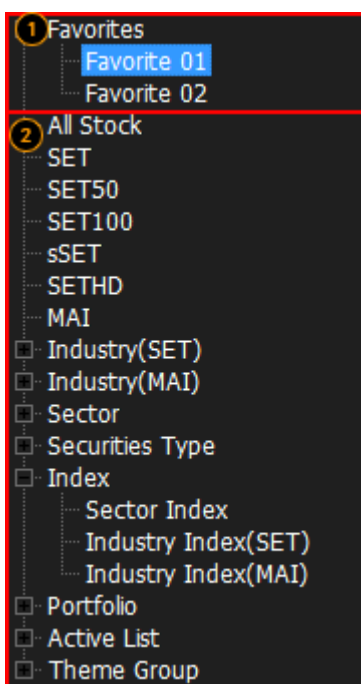 1 Favorites
Favorite 01
Favorite 02
2 All Stock
SET
SET50
SET100
sSET
SETHD
MAI
Industry(SET)
Industry(MAI)
Sector
Securities Type
Index
Sector Index
Industry Index(SET)
Industry Index(MAI)
Portfolio
Active List
Theme Group